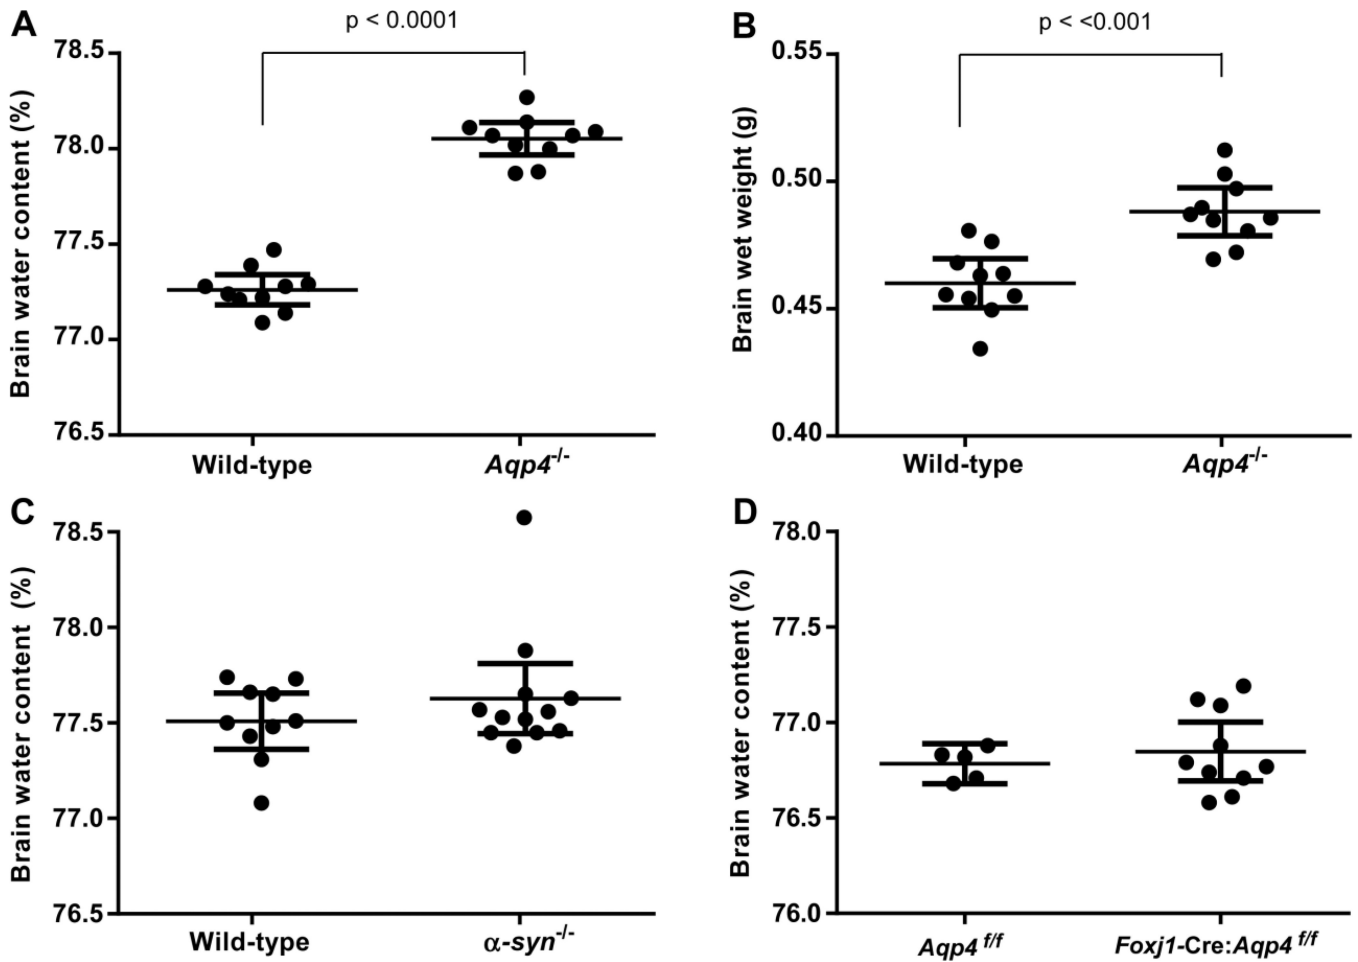 A
p < 0.0001
Brain water content (%)
78.5
78.0
77.5
77.0
76.5
Wild-type
Aqp4-/-
B
p < <0.001
Brain wet weight (g)
0.55
0.50
0.45
0.40
Wild-type
Aqp4-/-
C
Brain water content (%)
78.5
78.0
77.5
77.0
76.5
Wild-type
α-syn-/-
D
Brain water content (%)
78.0
77.5
77.0
76.5
76.0
Aqp4 f/f
Foxj1-Cre:Aqp4 f/f